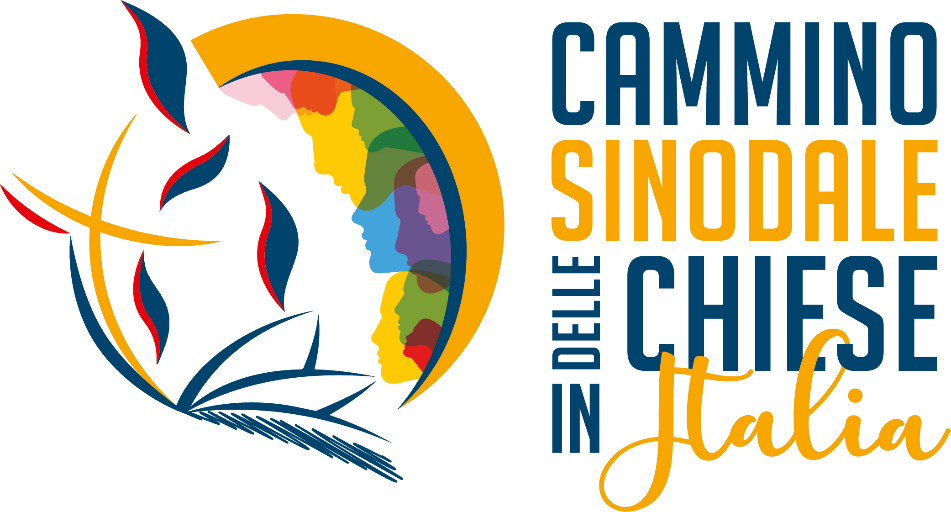 CAMMINO
SINODALE
DELLE CHIESE
IN Italia